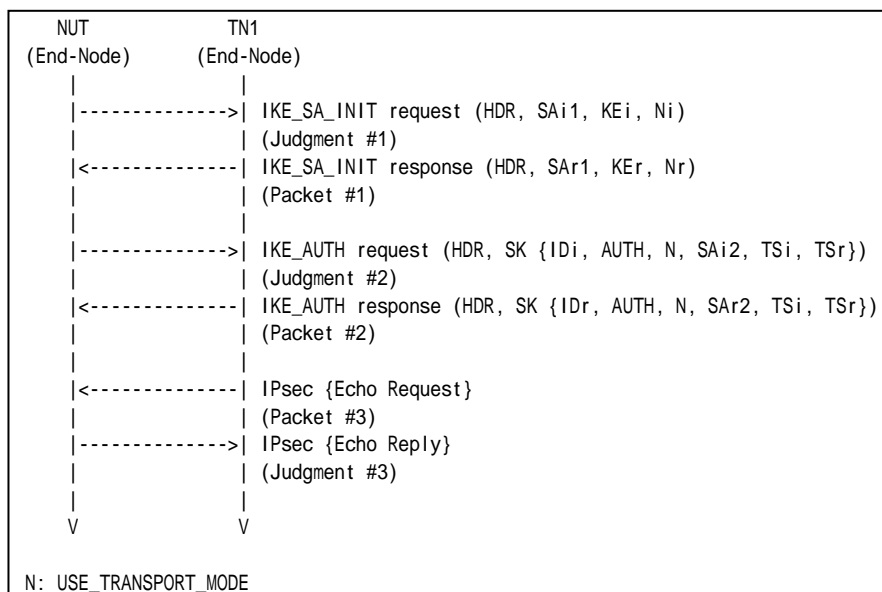 NUT TN1
(End-Node) (End-Node)
| |
|-------------->| IKE_SA_INIT request (HDR, SAi1, KEi, Ni)
| | (Judgment #1)
|<--------------| IKE_SA_INIT response (HDR, SAr1, KEr, Nr)
| | (Packet #1)
| |
|-------------->| IKE_AUTH request (HDR, SK {IDi, AUTH, N, SAi2, TSi, TSr})
| | (Judgment #2)
|<--------------| IKE_AUTH response (HDR, SK {IDr, AUTH, N, SAr2, TSi, TSr})
| | (Packet #2)
| |
|<--------------| IPsec {Echo Request}
| | (Packet #3)
|-------------->| IPsec {Echo Reply}
| | (Judgment #3)
| |
V V
N: USE_TRANSPORT_MODE